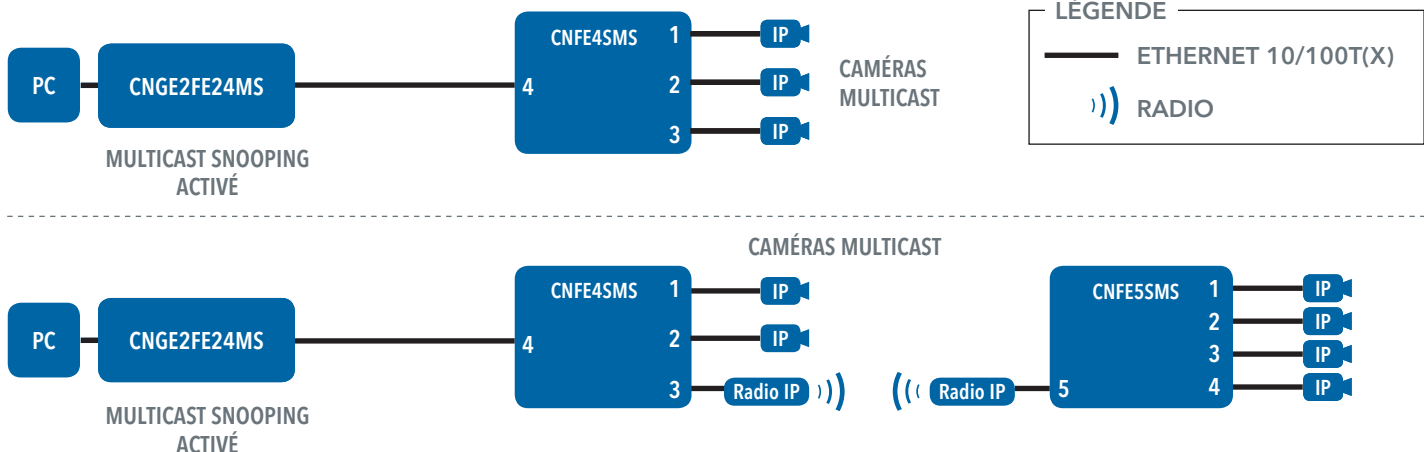 LÉGENDE
ETHERNET 10/100T(X)
RADIO
PC
CNGE2FE24MS
MULTICAST SNOOPING
ACTIVÉ
CNFE4SMS
4
1
2
3
IP
IP
IP
CAMÉRAS
MULTICAST
CAMÉRAS MULTICAST
PC
CNGE2FE24MS
MULTICAST SNOOPING
ACTIVÉ
CNFE4SMS
4
1
2
3
IP
IP
Radio IP
Radio IP
CNFE5SMS
5
1
2
3
4
IP
IP
IP
IP